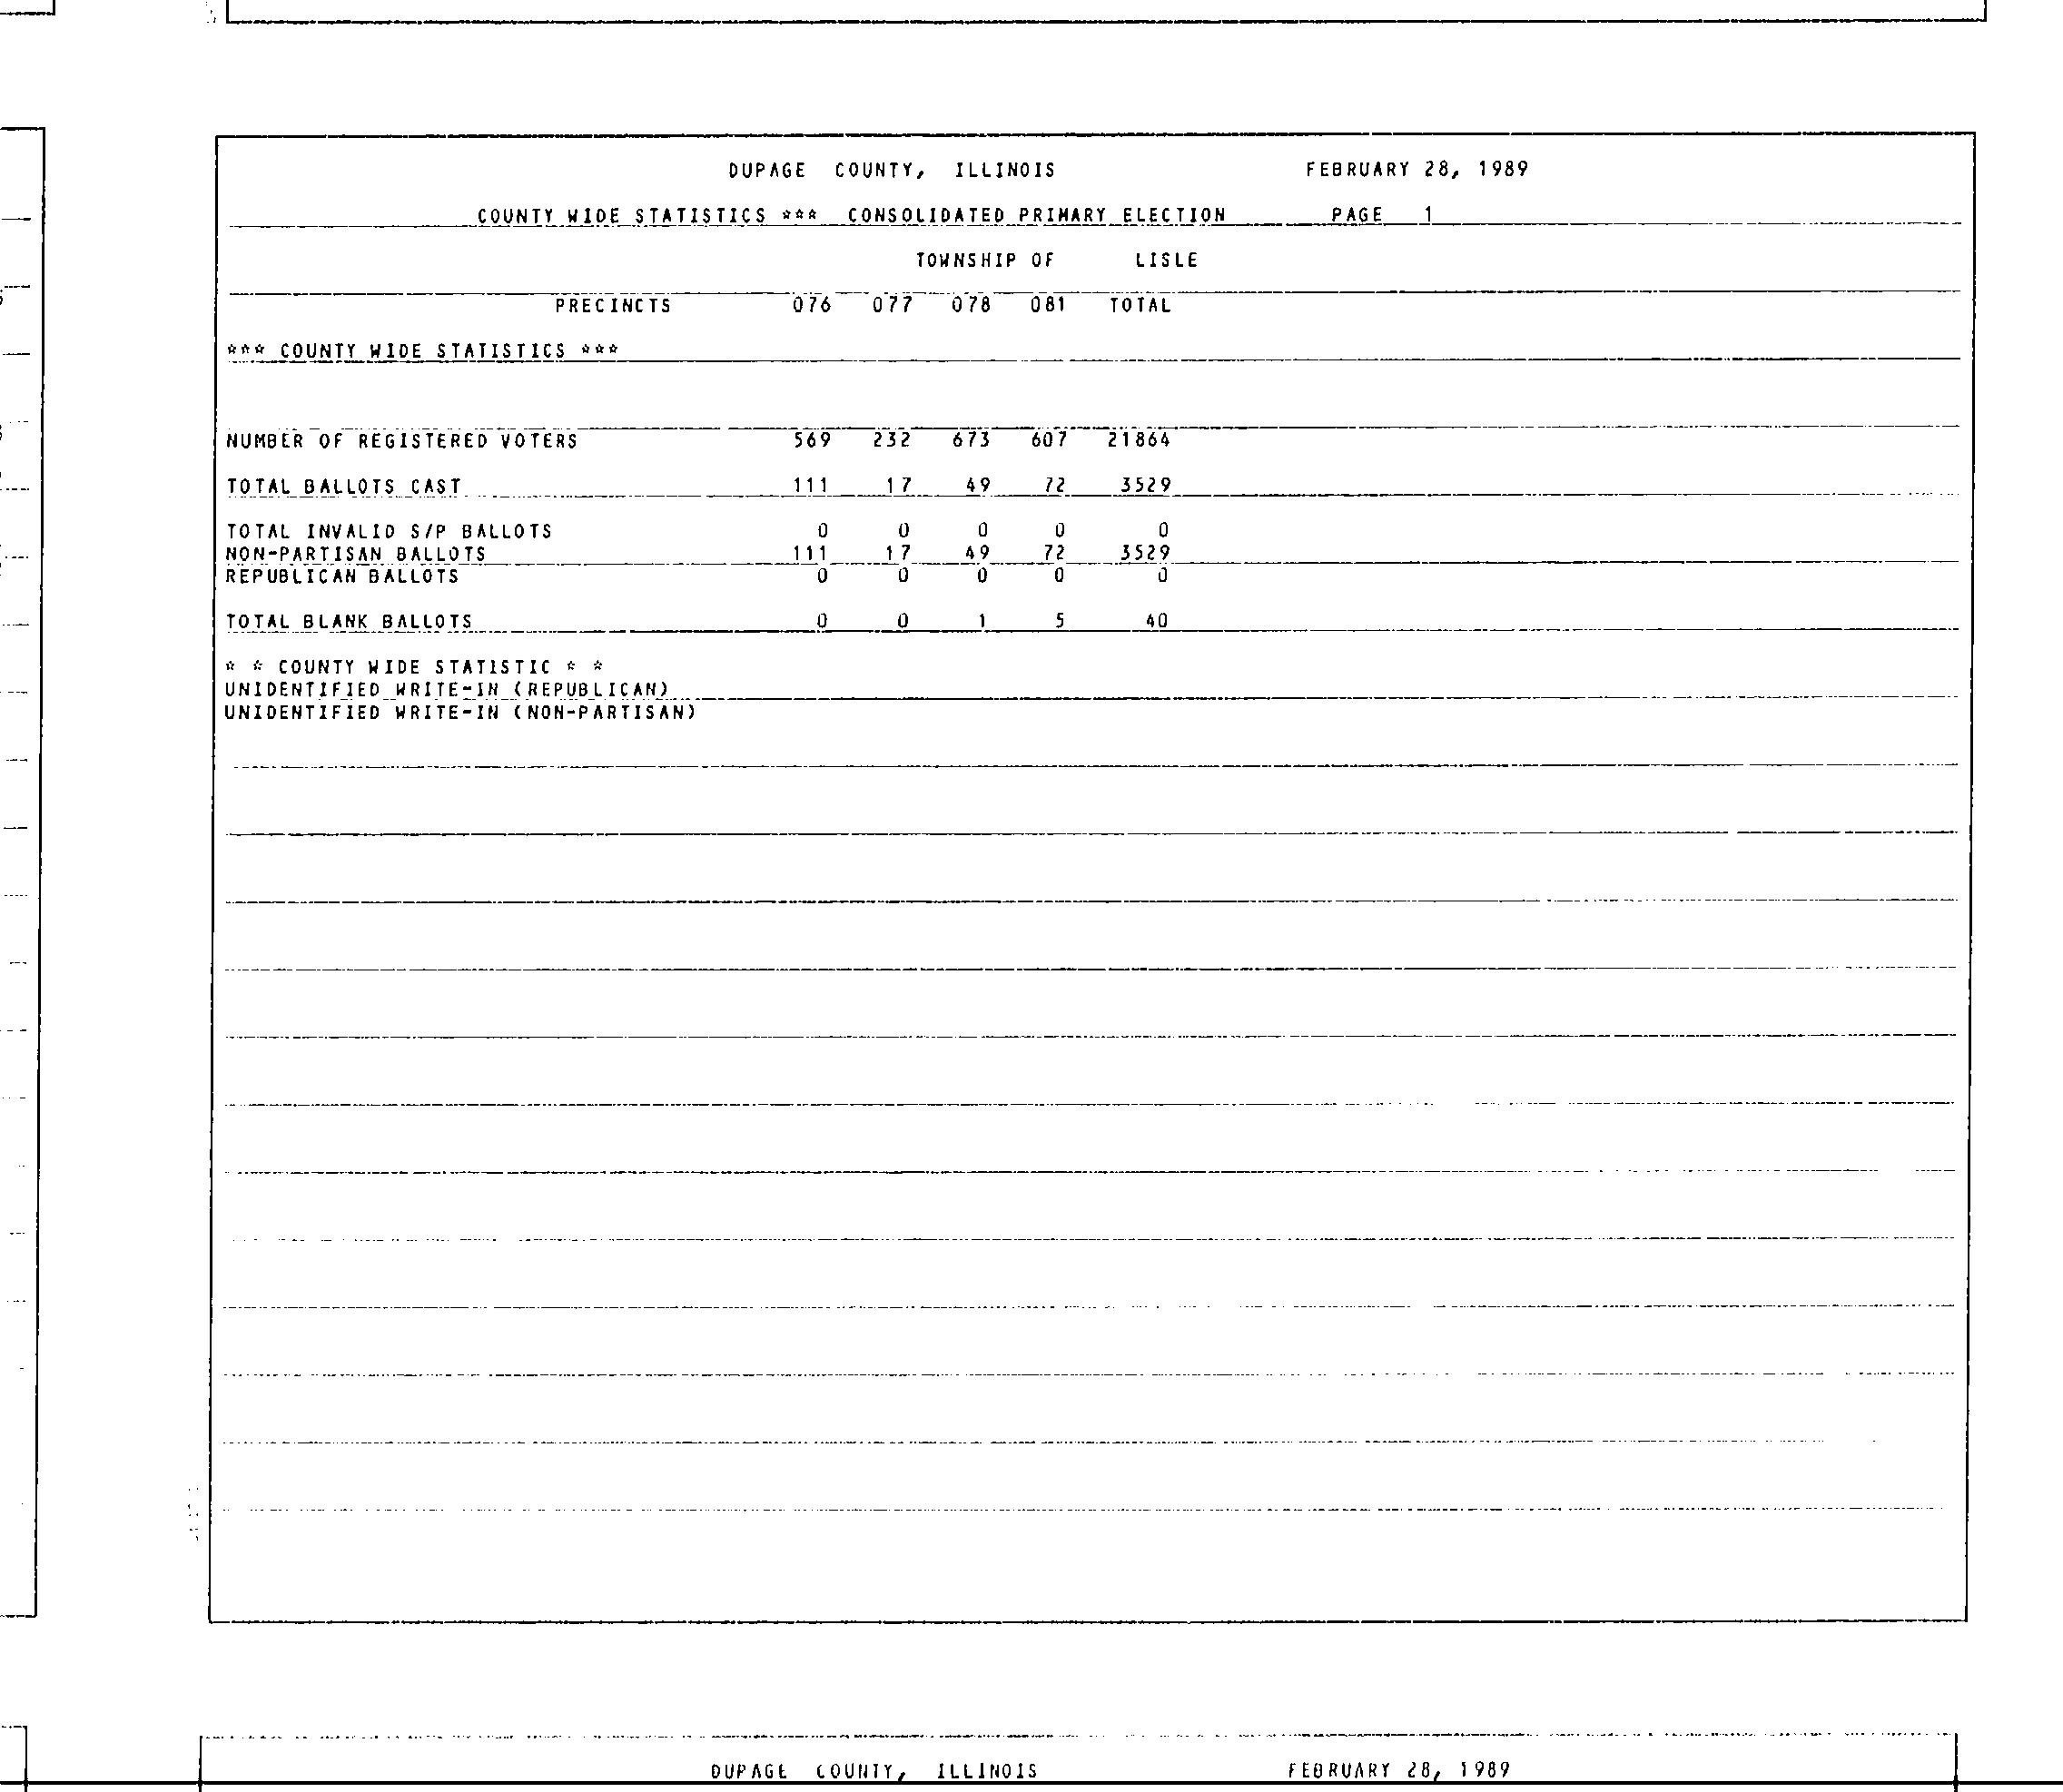 DUPAGE COUNTY, ILLINOIS FEBRUARY 28, 1989
COUNTY WIDE STATISTICS *** CONSOLIDATED PRIMARY ELECTION PAGE 1
TOWNSHIP OF LISLE
PRECINCTS 076 077 078 081 TOTAL
*** COUNTY WIDE STATISTICS ***
NUMBER OF REGISTERED VOTERS 569 232 673 607 21864
TOTAL BALLOTS CAST 111 17 49 72 3529
TOTAL INVALID S/P BALLOTS 0 0 0 0 0
NON-PARTISAN BALLOTS 111 17 49 72 3529
REPUBLICAN BALLOTS 0 0 0 0 0
TOTAL BLANK BALLOTS 0 0 1 5 40
* * COUNTY WIDE STATISTIC * *
UNIDENTIFIED WRITE-IN (REPUBLICAN)
UNIDENTIFIED WRITE-IN (NON-PARTISAN)
DUPAGE COUNTY, ILLINOIS FEBRUARY 28, 1989